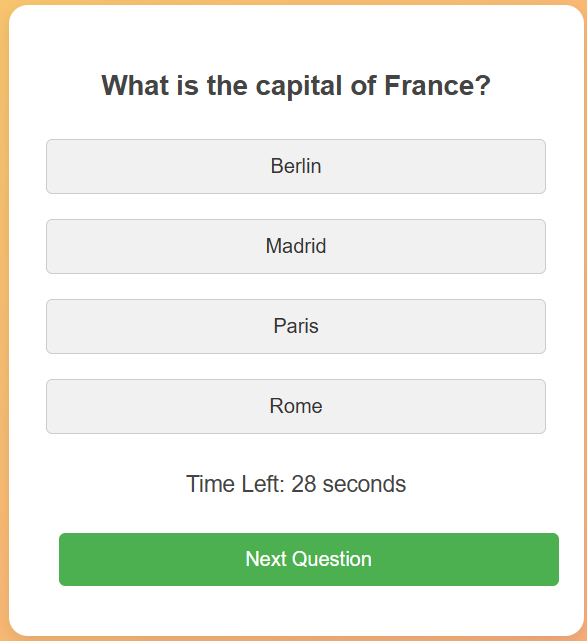 What is the capital of France?
Berlin
Madrid
Paris
Rome
Time Left: 28 seconds
Next Question